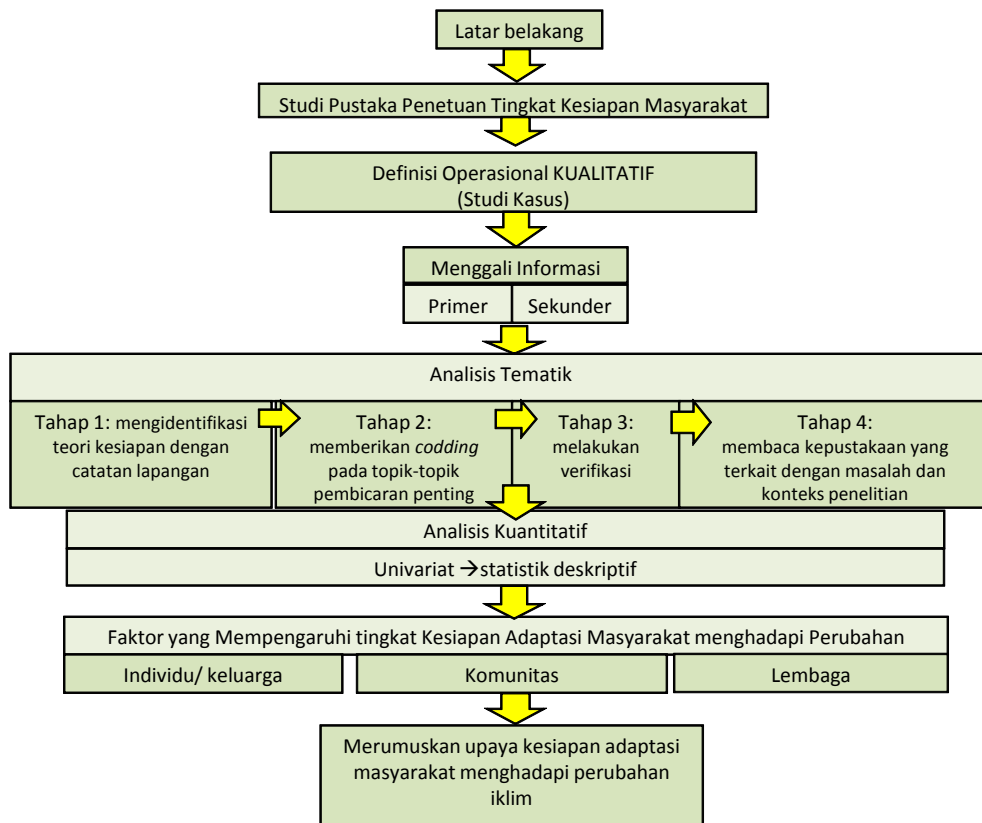 Latar belakang
Studi Pustaka Penetuan Tingkat Kesiapan Masyarakat
Definisi Operasional KUALITATIF
(Studi Kasus)
Menggali Informasi
Primer
Sekunder
Analisis Tematik
Tahap 1: mengidentifikasi
teori kesiapan dengan
catatan lapangan
Tahap 2:
memberikan codding
pada topik-topik
pembicaran penting
Tahap 3:
melakukan
verifikasi
Tahap 4:
membaca kepustakaan yang
terkait dengan masalah dan
konteks penelitian
Analisis Kuantitatif
Univariat →statistik deskriptif
Faktor yang Mempengaruhi tingkat Kesiapan Adaptasi Masyarakat menghadapi Perubahan
Individu/ keluarga
Komunitas
Lembaga
Merumuskan upaya kesiapan adaptasi
masyarakat menghadapi perubahan
iklim